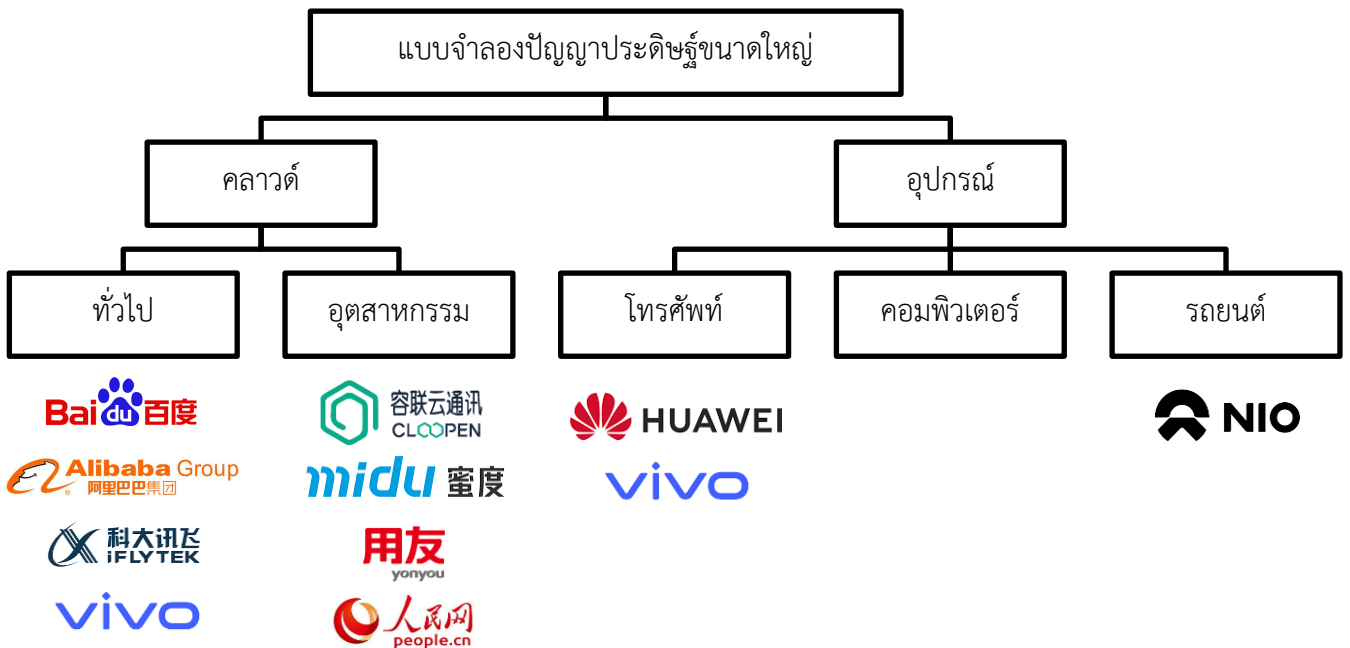 แบบจำลองปัญญาประดิษฐ์ขนาดใหญ่
คลาวด์
อุปกรณ์
ทั่วไป
อุตสาหกรรม
โทรศัพท์
คอมพิวเตอร์
รถยนต์
Baidu百度
Alibaba Group
阿里巴巴集团
科大讯飞
iFLYTEK
vivo
容联云通讯
CLOOPEN
midu 蜜度
用友
yonyou
人民网
people.cn
HUAWEI
vivo
NIO